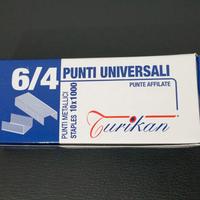 6/4
PUNTI UNIVERSALI
PUNTE AFFILATE
PUNTI METALLICI
STAPLES 10x1000
Turikan